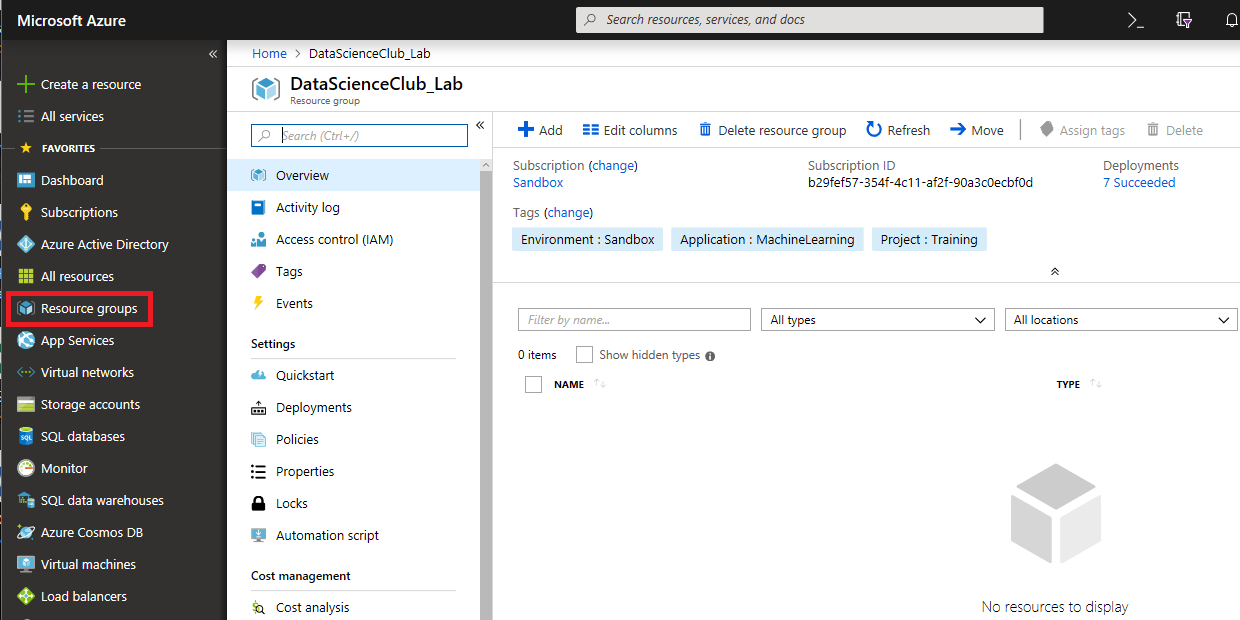 Microsoft Azure
Search resources, services, and docs
Create a resource
All services
FAVORITES
Dashboard
Subscriptions
Azure Active Directory
All resources
Resource groups
App Services
Virtual networks
Storage accounts
SQL databases
Monitor
SQL data warehouses
Azure Cosmos DB
Virtual machines
Load balancers
Home > DataScienceClub_Lab
DataScienceClub_Lab
Resource group
Search (Ctrl+/)
Overview
Activity log
Access control (IAM)
Tags
Events
Settings
Quickstart
Deployments
Policies
Properties
Locks
Automation script
Cost management
Cost analysis
Add Edit columns Delete resource group Refresh Move Assign tags Delete
Subscription (change) Subscription ID Deployments
Sandbox b29fef57-354f-4c11-af2f-90a3c0ecbf0d 7 Succeeded
Tags (change)
Environment : Sandbox Application : MachineLearning Project : Training
Filter by name... All types All locations
0 items Show hidden types
NAME TYPE
No resources to display